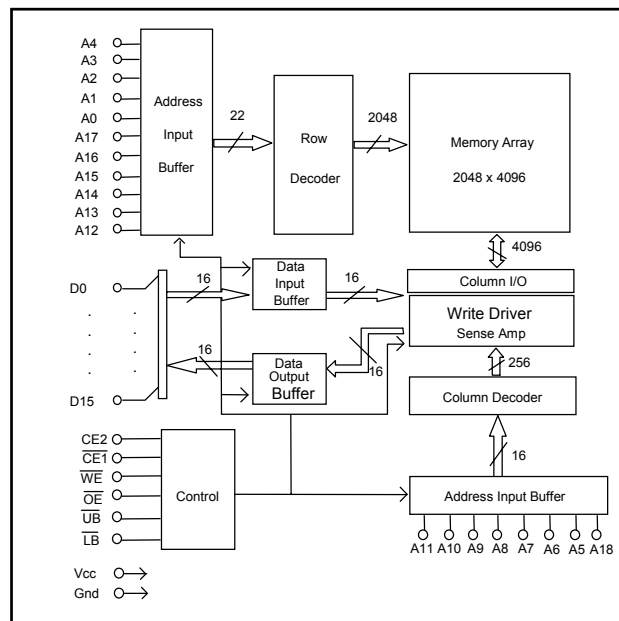 A4
A3
A2
A1
A0
A17
A16
A15
A14
A13
A12
Address
Input
Buffer
22
Row
Decoder
2048
Memory Array
2048 x 4096
4096
D0
.
.
.
.
D15
.
.
.
.
16
Data
Input
Buffer
16
Column I/O
Write Driver
Sense Amp
16
Data
Output
Buffer
16
256
Column Decoder
16
CE2
CE1
WE
OE
UB
LB
Control
Address Input Buffer
A11 A10 A9 A8 A7 A6 A5 A18
Vcc
Gnd